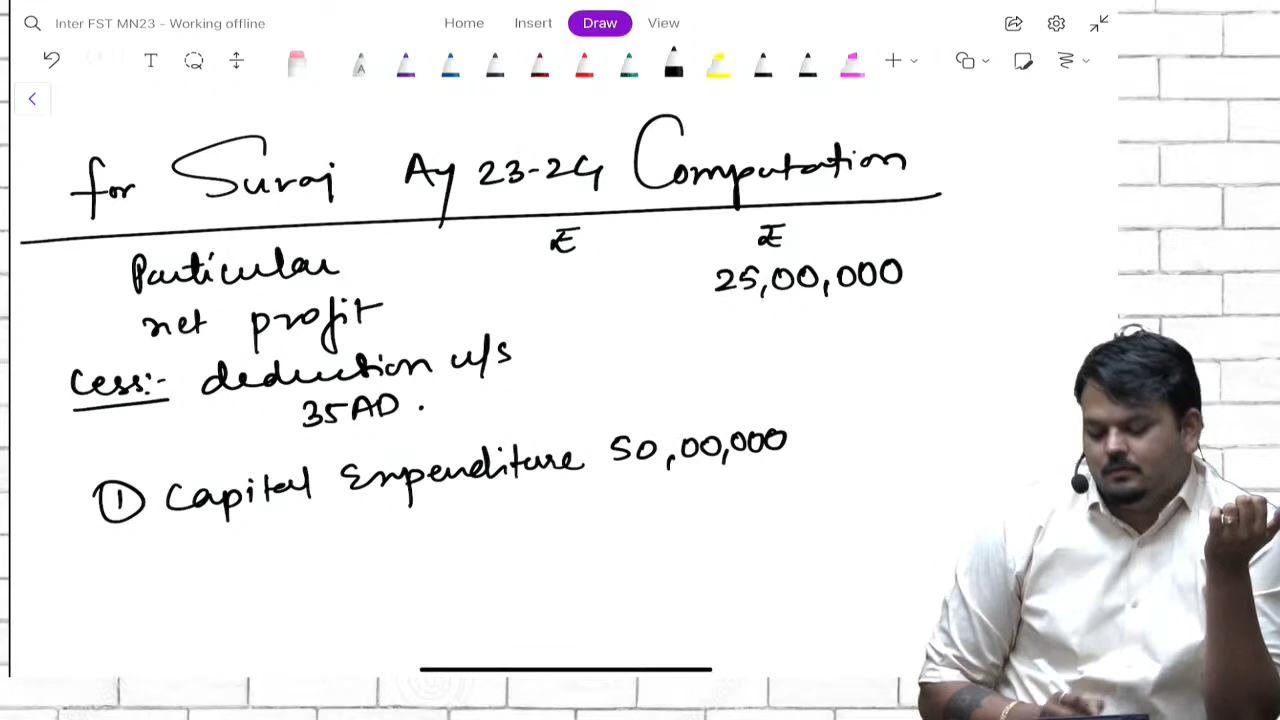 Inter FST MN23 – Working offline
Home Insert Draw View
for Suraj Ay 23-24 Computation
₹ ₹
Particular
net profit 25,00,000
Less:- deduction u/s
35AD.
① Capital Expenditure 50,00,000